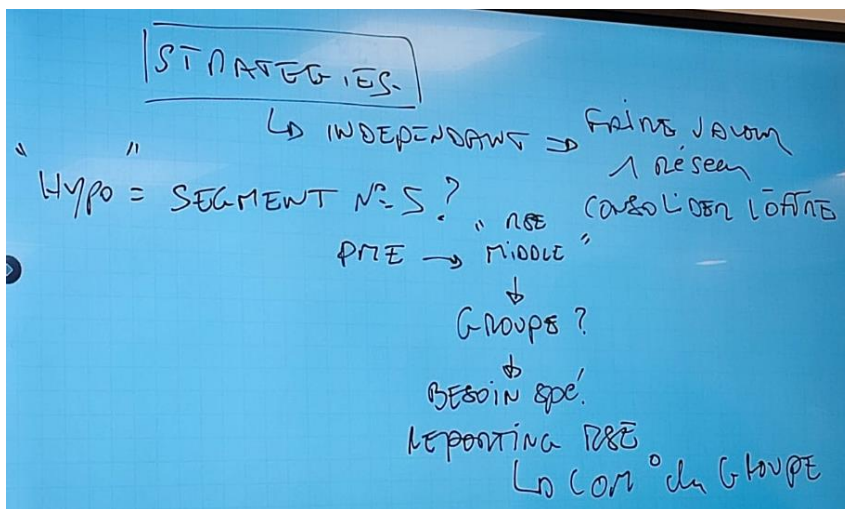 STRATEGIES.
↳ INDEPENDANT ⇒ FAIRE VALOIR
1 Réseau
CONSOLIDER L'OFFRE
"Hypo" = SEGMENT N° 5 ?
PME → "RSE MIDDLE"
↓
GROUPE ?
↓
BESOIN spé.
REPORTING RSE
↳ COM° du GROUPE